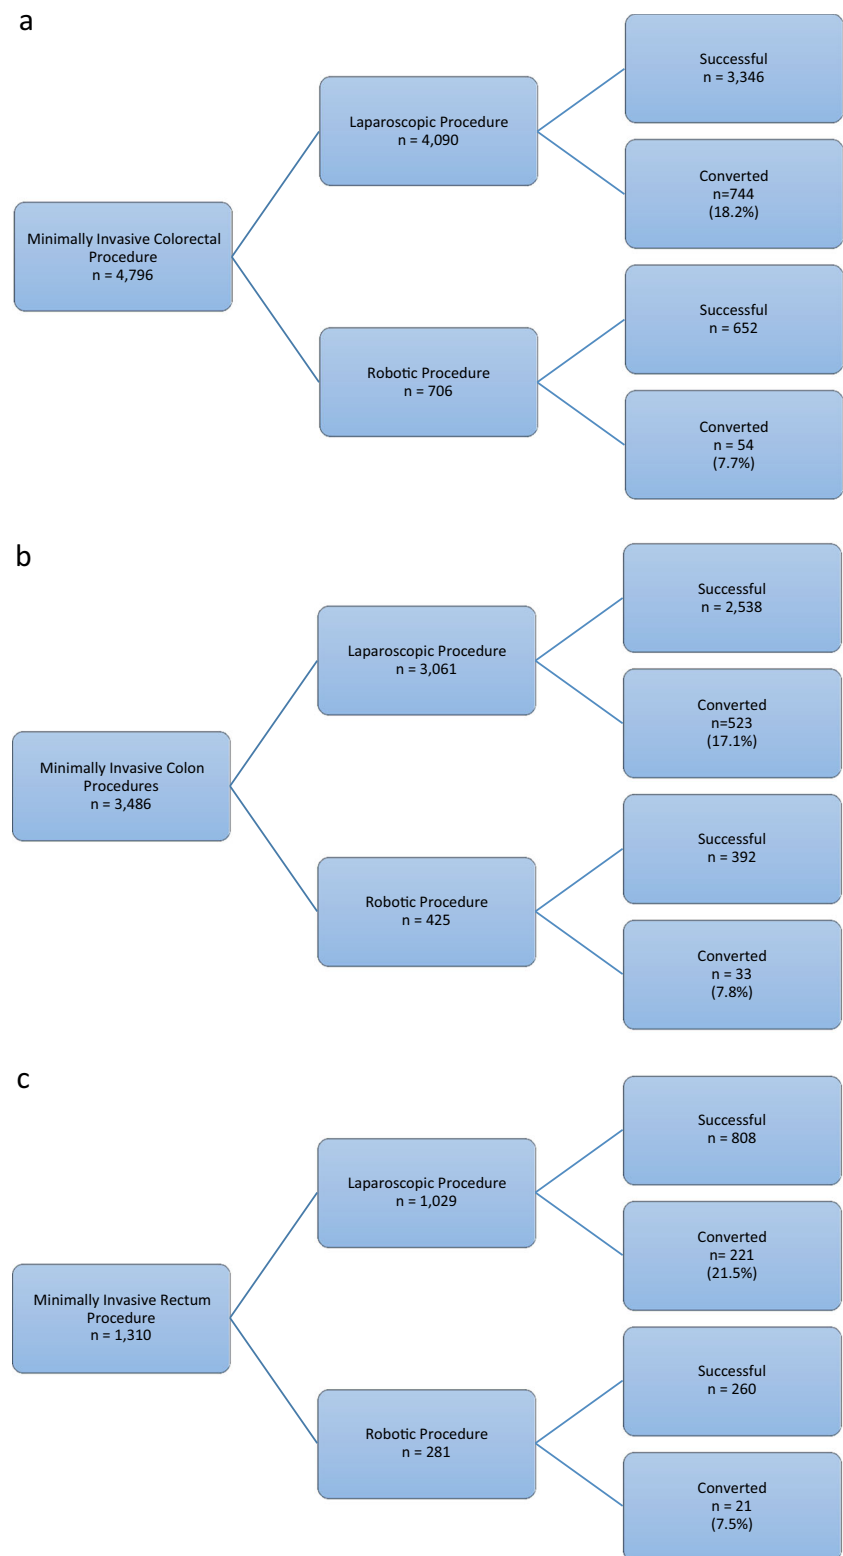 a
Successful
n = 3,346
Laparoscopic Procedure
n = 4,090
Converted
n=744
(18.2%)
Minimally Invasive Colorectal
Procedure
n = 4,796
Successful
n = 652
Robotic Procedure
n = 706
Converted
n = 54
(7.7%)
b
Successful
n = 2,538
Laparoscopic Procedure
n = 3,061
Converted
n=523
(17.1%)
Minimally Invasive Colon
Procedures
n = 3,486
Successful
n = 392
Robotic Procedure
n = 425
Converted
n = 33
(7.8%)
c
Successful
n = 808
Laparoscopic Procedure
n = 1,029
Converted
n= 221
(21.5%)
Minimally Invasive Rectum
Procedure
n = 1,310
Successful
n = 260
Robotic Procedure
n = 281
Converted
n = 21
(7.5%)